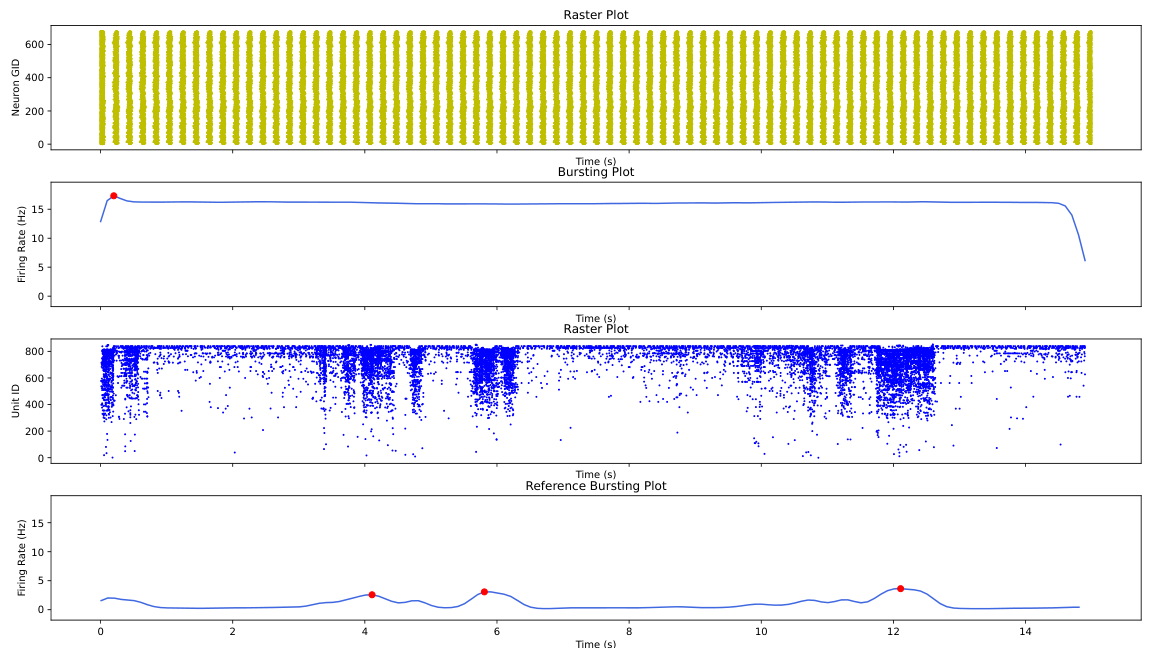 Raster Plot
Neuron GID
600
400
200
0
Time (s)
Bursting Plot
Firing Rate (Hz)
15
10
5
0
Time (s)
Raster Plot
Unit ID
800
600
400
200
0
Time (s)
Reference Bursting Plot
Firing Rate (Hz)
15
10
5
0
0 2 4 6 8 10 12 14
Time (s)